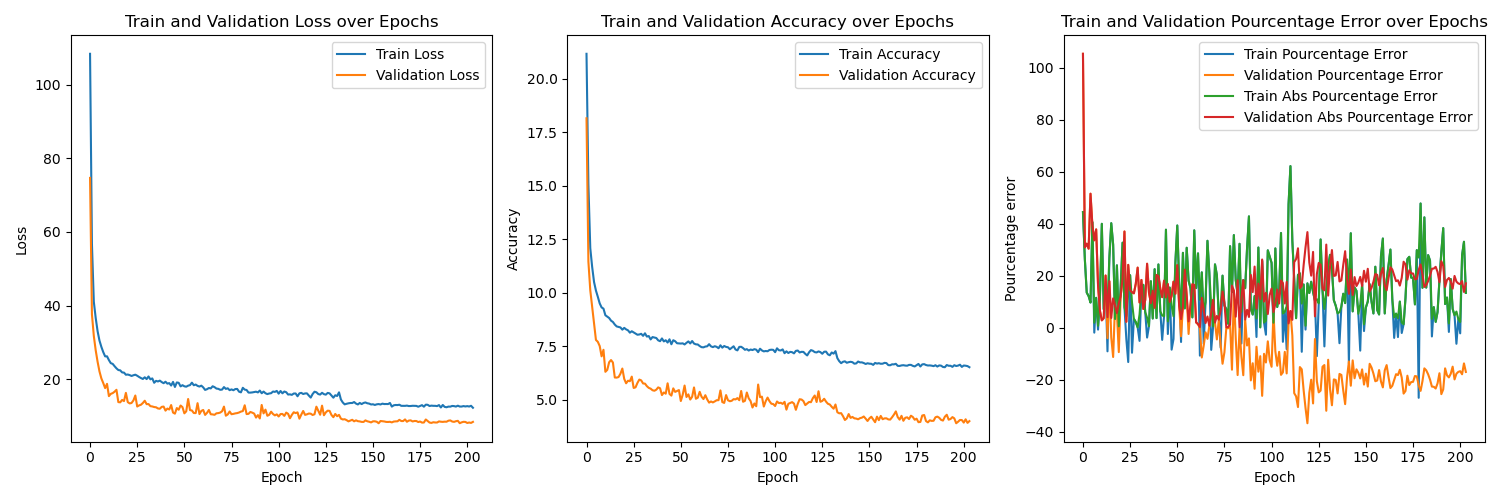 Train and Validation Loss over Epochs
Train Loss
Validation Loss
100
80
60
40
20
Loss
0
25
50
75
100
125
150
175
200
Epoch
Train and Validation Accuracy over Epochs
Train Accuracy
Validation Accuracy
20.0
17.5
15.0
12.5
10.0
7.5
5.0
Accuracy
0
25
50
75
100
125
150
175
200
Epoch
Train and Validation Pourcentage Error over Epochs
Train Pourcentage Error
Validation Pourcentage Error
Train Abs Pourcentage Error
Validation Abs Pourcentage Error
100
80
60
40
20
0
−20
−40
Pourcentage error
0
25
50
75
100
125
150
175
200
Epoch